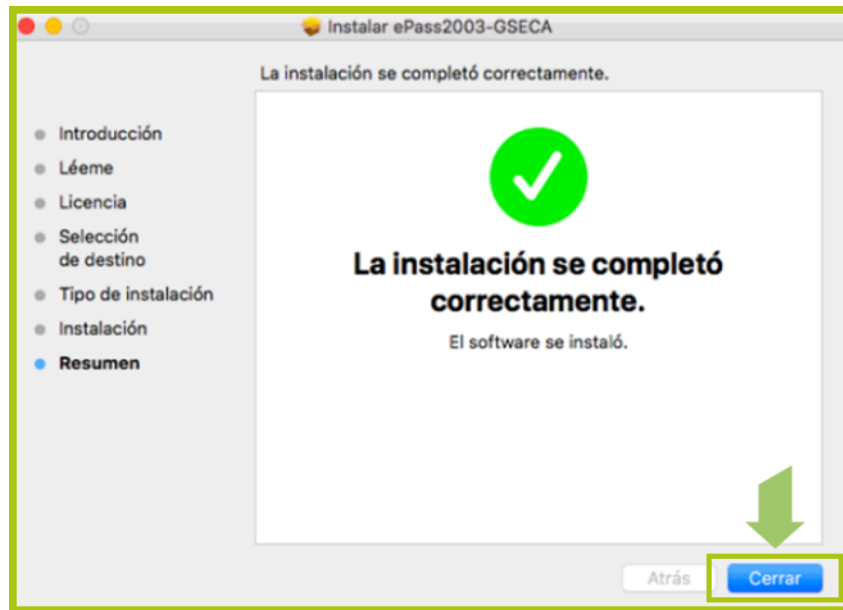 Instalar ePass2003-GSECA
La instalación se completó correctamente.
Introducción
Léeme
Licencia
Selección
de destino
Tipo de instalación
Instalación
Resumen
La instalación se completó
correctamente.
El software se instaló.
Atrás
Cerrar